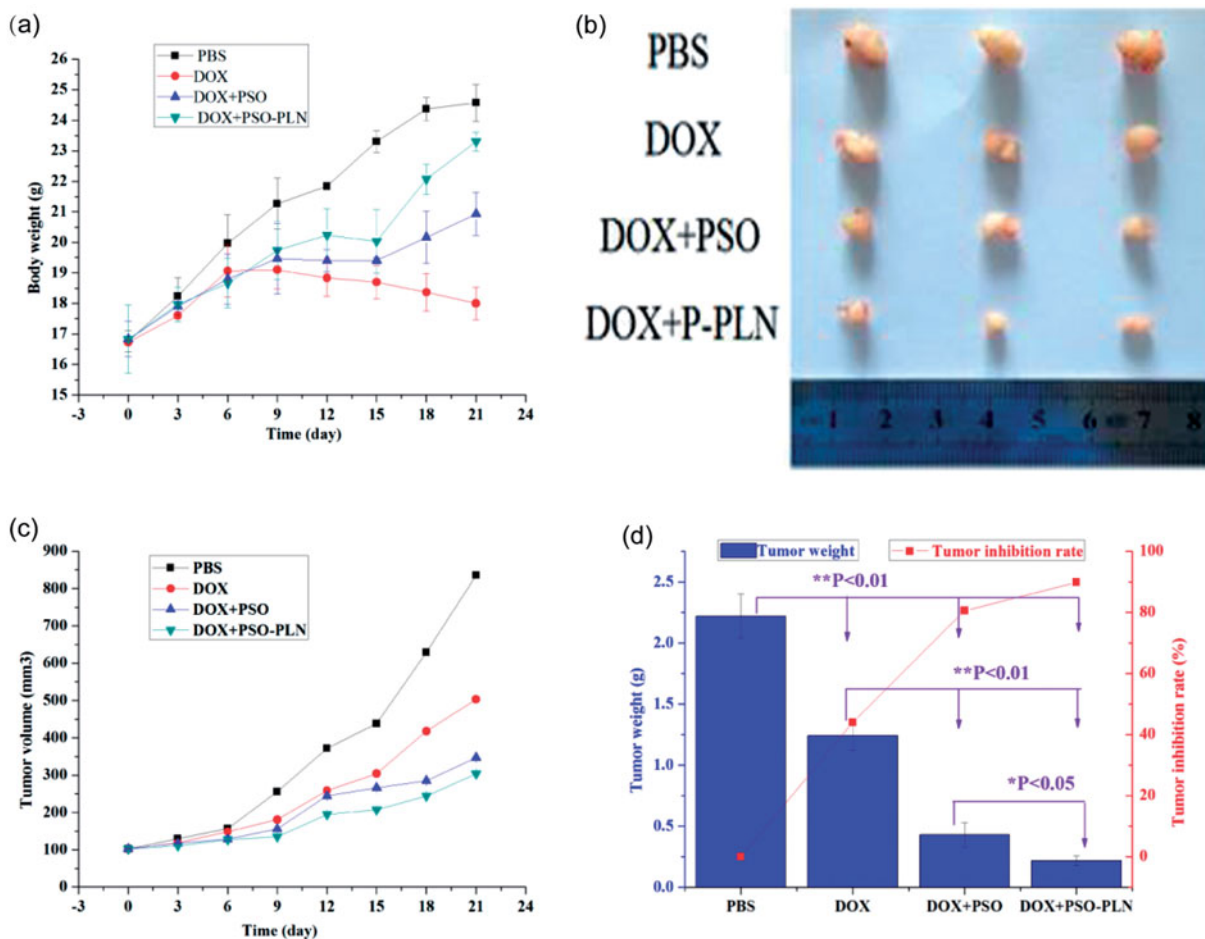 (a)
PBS
DOX
DOX+PSO
DOX+PSO-PLN
26
25
24
23
22
21
20
19
18
17
16
15
Body weight (g)
-3 0 3 6 9 12 15 18 21 24
Time (day)
(b)
PBS
DOX
DOX+PSO
DOX+P-PLN
1 2 3 4 5 6 7 8
(c)
PBS
DOX
DOX+PSO
DOX+PSO-PLN
900
800
700
600
500
400
300
200
100
0
Tumor volume (mm3)
-3 0 3 6 9 12 15 18 21 24
Time (day)
(d)
Tumor weight
Tumor inhibition rate
2.5
2.0
1.5
1.0
0.5
0.0
Tumor weight (g)
**P<0.01
**P<0.01
*P<0.05
100
80
60
40
20
0
Tumor inhibition rate (%)
PBS DOX DOX+PSO DOX+PSO-PLN